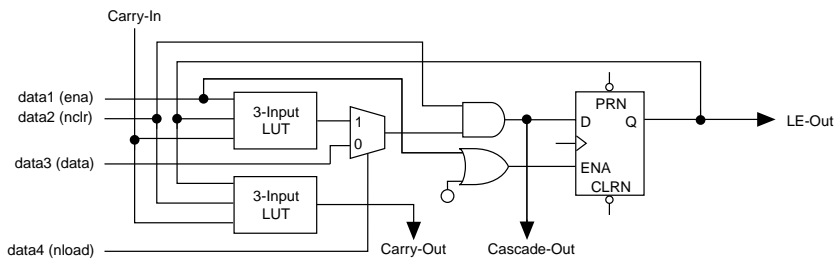 Carry-In
data1 (ena)
data2 (nclr)
3-Input
LUT
1
0
PRN
D
Q
LE-Out
data3 (data)
ENA
CLRN
3-Input
LUT
data4 (nload)
Carry-Out
Cascade-Out